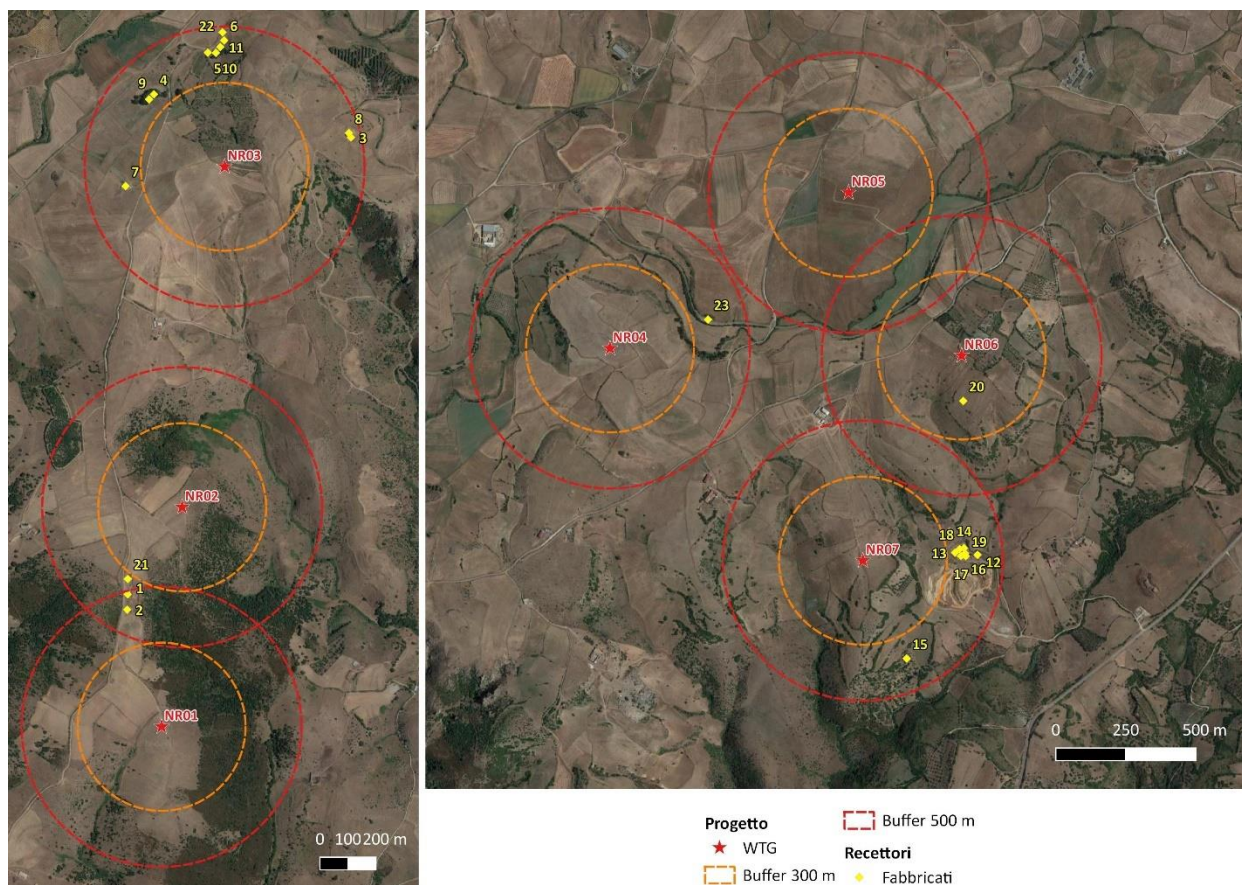 22 6
11
510
9 4
8
3
NR03
7
NR02
21
1
2
NR01
0 100 200 m
NR05
23
NR04
NR06
20
18 14
19
13
12
16
17
NR07
15
0 250 500 m
Progetto
WTG
Buffer 300 m
Buffer 500 m
Recettori
Fabbricati